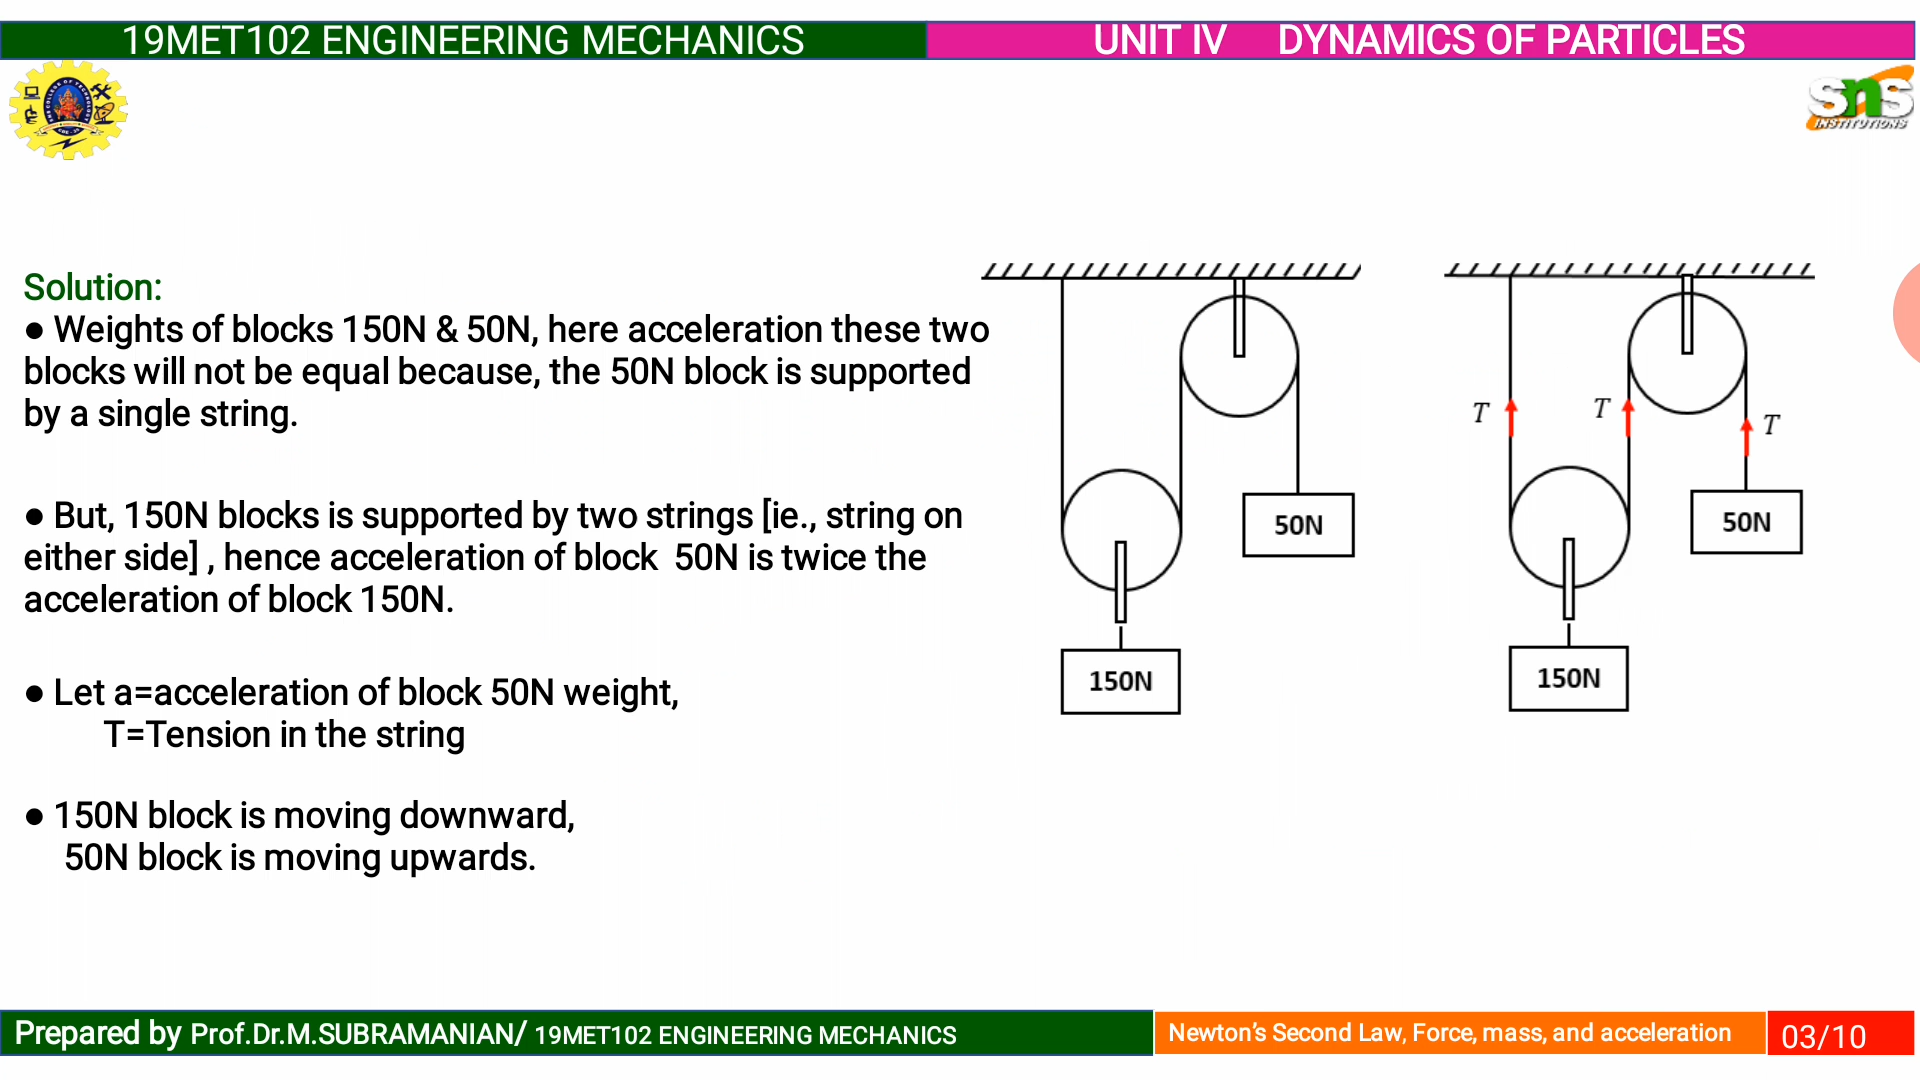 19MET102 ENGINEERING MECHANICS
UNIT IV DYNAMICS OF PARTICLES
SNS
INSTITUTIONS
Solution:
● Weights of blocks 150N & 50N, here acceleration these two
blocks will not be equal because, the 50N block is supported
by a single string.
● But, 150N blocks is supported by two strings [ie., string on
either side] , hence acceleration of block 50N is twice the
acceleration of block 150N.
● Let a=acceleration of block 50N weight,
T=Tension in the string
● 150N block is moving downward,
50N block is moving upwards.
50N
150N
T
T
T
50N
150N
Prepared by Prof.Dr.M.SUBRAMANIAN/ 19MET102 ENGINEERING MECHANICS
Newton’s Second Law, Force, mass, and acceleration
03/10